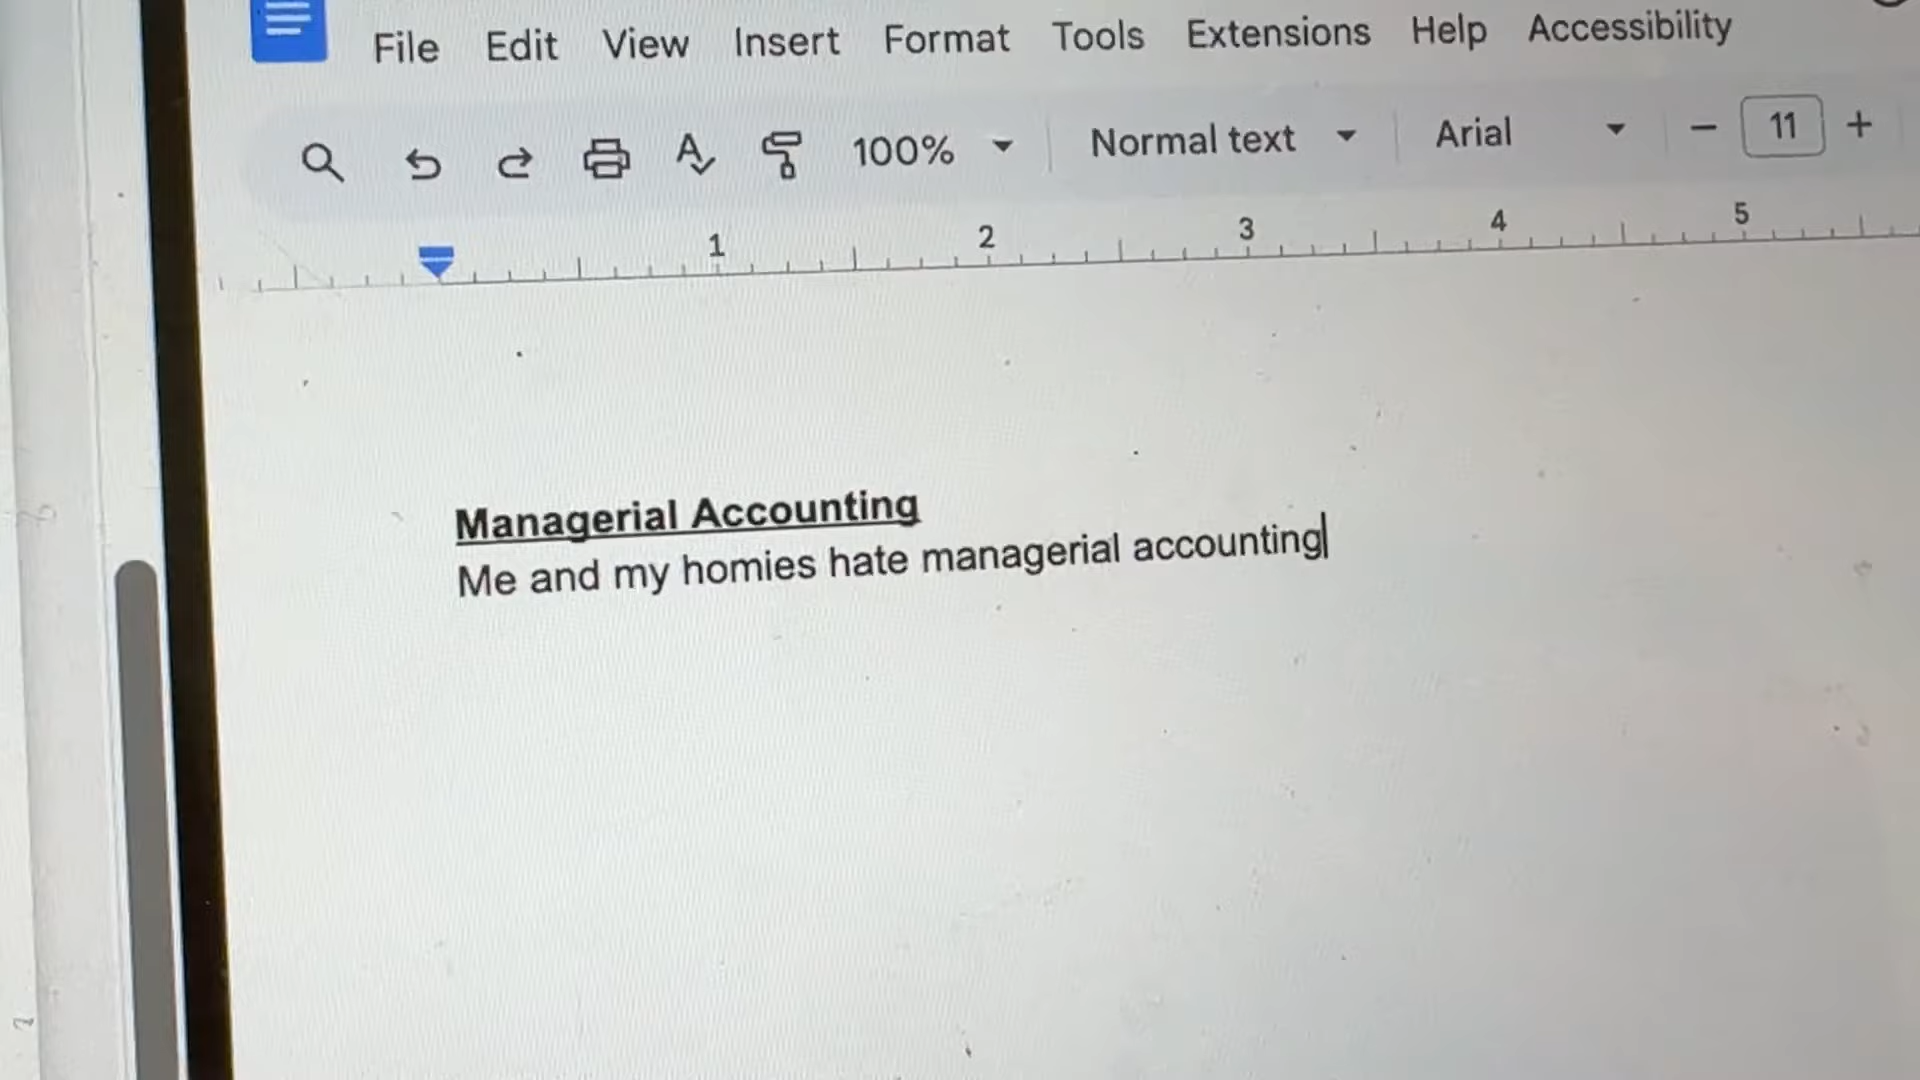 File Edit View Insert Format Tools Extensions Help Accessibility
100% Normal text Arial 11
1 2 3 4 5
Managerial Accounting
Me and my homies hate managerial accounting